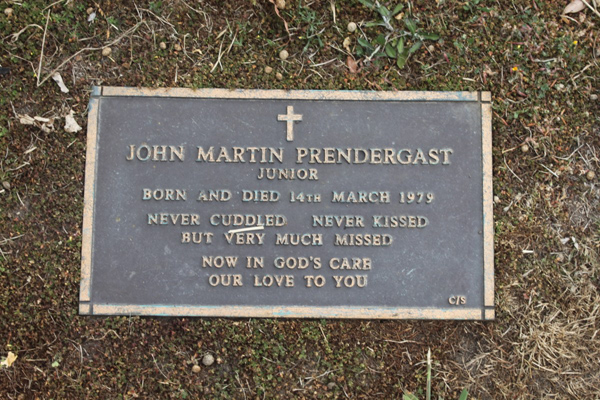 JOHN MARTIN PRENDERGAST
JUNIOR
BORN AND DIED 14TH MARCH 1979
NEVER CUDDLED NEVER KISSED
BUT VERY MUCH MISSED
NOW IN GOD'S CARE
OUR LOVE TO YOU
C/S